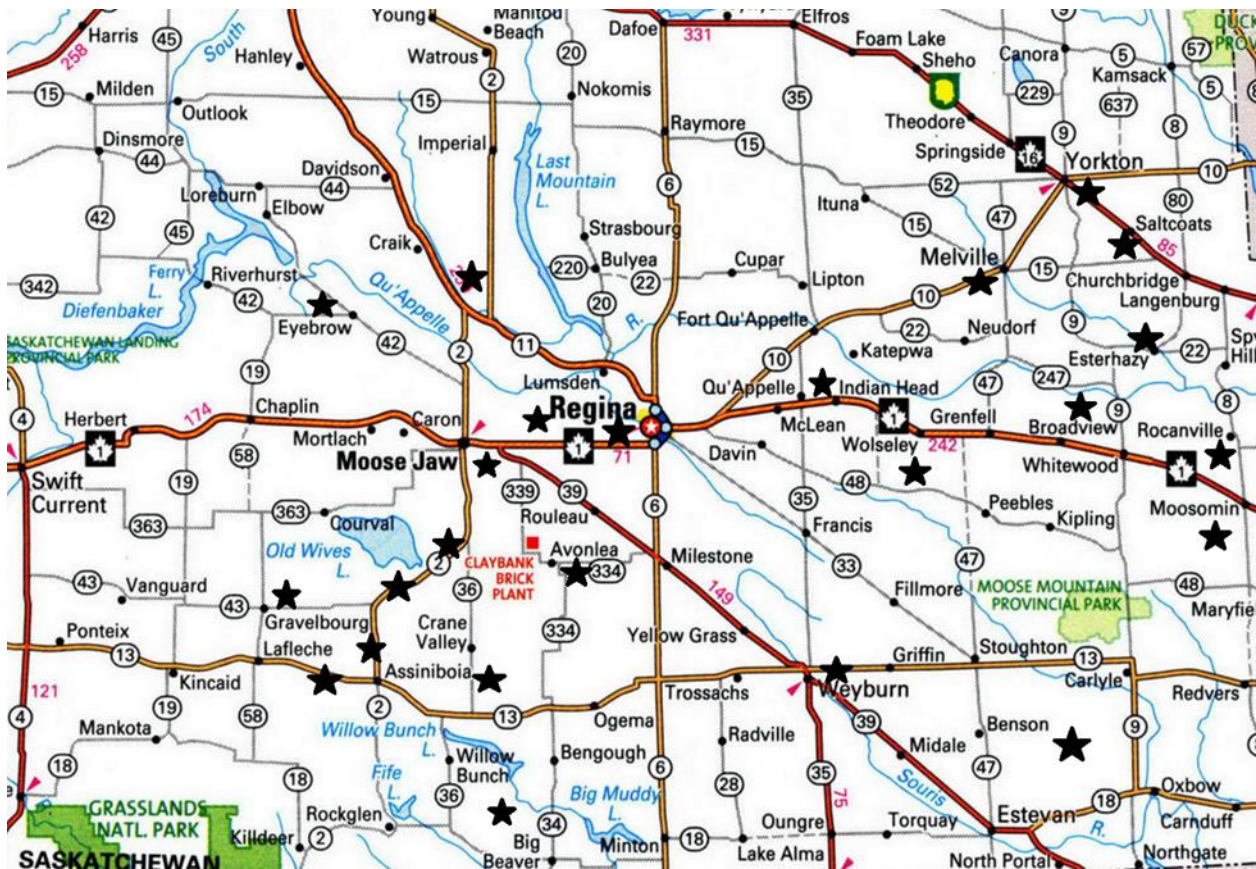 Young
Manitou
Beach
Dafoe
331
Elfros
Harris
45
South
Hanley
Watrous
20
Foam Lake
Canora
9
5
57
258
2
Sheho
Kamsack
15
Milden
Outlook
15
Nokomis
35
229
637
5
Dinsmore
44
Imperial
Raymore
15
Theodore
9
8
Davidson
44
Last
Mountain
L.
Springside
16
Yorkton
10
Loreburn
Elbow
6
52
42
45
Strasbourg
Ituna
15
47
80
Saltcoats
85
Craik
220
Bulyea
22
Cupar
Lipton
Melville
15
Churchbridge
Langenburg
342
Ferry
L.
Diefenbaker
Riverhurst
42
Qu'Appelle
20
R.
10
Eyebrow
42
2
11
Fort Qu'Appelle
22
Neudorf
9
Esterhazy
22
SASKATCHEWAN LANDING
PROVINCIAL PARK
19
10
Katepwa
Lumsden
Qu'Appelle
Indian Head
47
247
8
4
Herbert
174
Chaplin
Caron
Regina
McLean
1
Grenfell
Broadview
9
Rocanville
1
Mortlach
Moose Jaw
1
71
Davin
Wolseley
242
Whitewood
1
Swift
Current
58
19
339
39
6
35
48
Peebles
Kipling
Moosomin
363
363
Courval
Rouleau
Francis
Old Wives
L.
2
CLAYBANK
BRICK
PLANT
Avonlea
334
Milestone
33
47
43
Vanguard
43
Gravelbourg
36
149
Fillmore
MOOSE MOUNTAIN
PROVINCIAL PARK
48
Maryfie
Ponteix
13
Lafleche
Crane
Valley
334
Yellow Grass
Griffin
Stoughton
13
Kincaid
Assiniboia
Trossachs
Weyburn
Carlyle
Redvers
121
4
19
58
2
13
Ogema
39
Benson
9
Mankota
Willow Bunch
L.
Radville
Midale
18
18
Fife
L.
Willow
Bunch
Bengough
6
28
35
75
Souris
47
36
Big Muddy
L.
18
Oxbow
GRASSLANDS
NATL. PARK
Rockglen
34
Estevan
Carnduff
Killdeer
2
Big
Beaver
Minton
18
Oungre
Torquay
R.
SASKATCHEWAN
Lake Alma
North Portal
Northgate